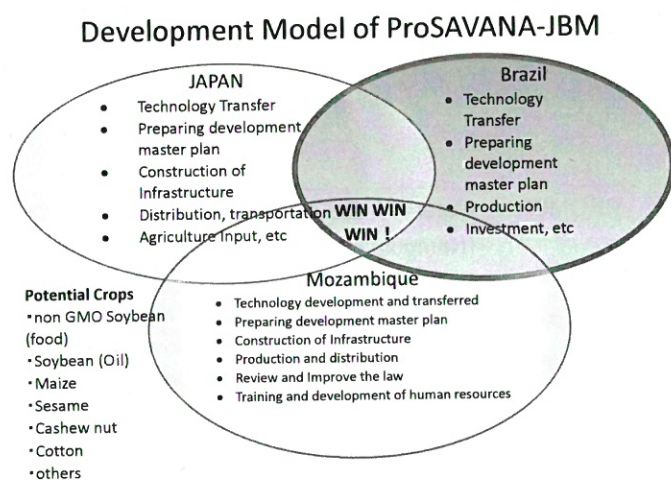 Development Model of ProSAVANA-JBM
JAPAN
• Technology Transfer
• Preparing development
master plan
• Construction of
Infrastructure
• Distribution, transportation
• Agriculture Input, etc
Brazil
• Technology
Transfer
• Preparing
development
master plan
• Production
• Investment, etc
WIN WIN
WIN !
Mozambique
• Technology development and transferred
• Preparing development master plan
• Construction of Infrastructure
• Production and distribution
• Review and Improve the law
• Training and development of human resources
Potential Crops
・non GMO Soybean
(food)
・Soybean (Oil)
・Maize
・Sesame
・Cashew nut
・Cotton
・others